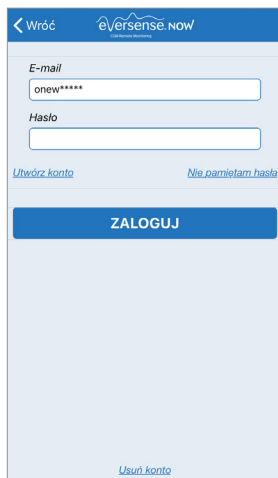 Wróć
eversense. NOW
CGM Remote Monitoring
E-mail
onew*****
Hasło
Utwórz konto
Nie pamiętam hasła
ZALOGUJ
Usuń konto